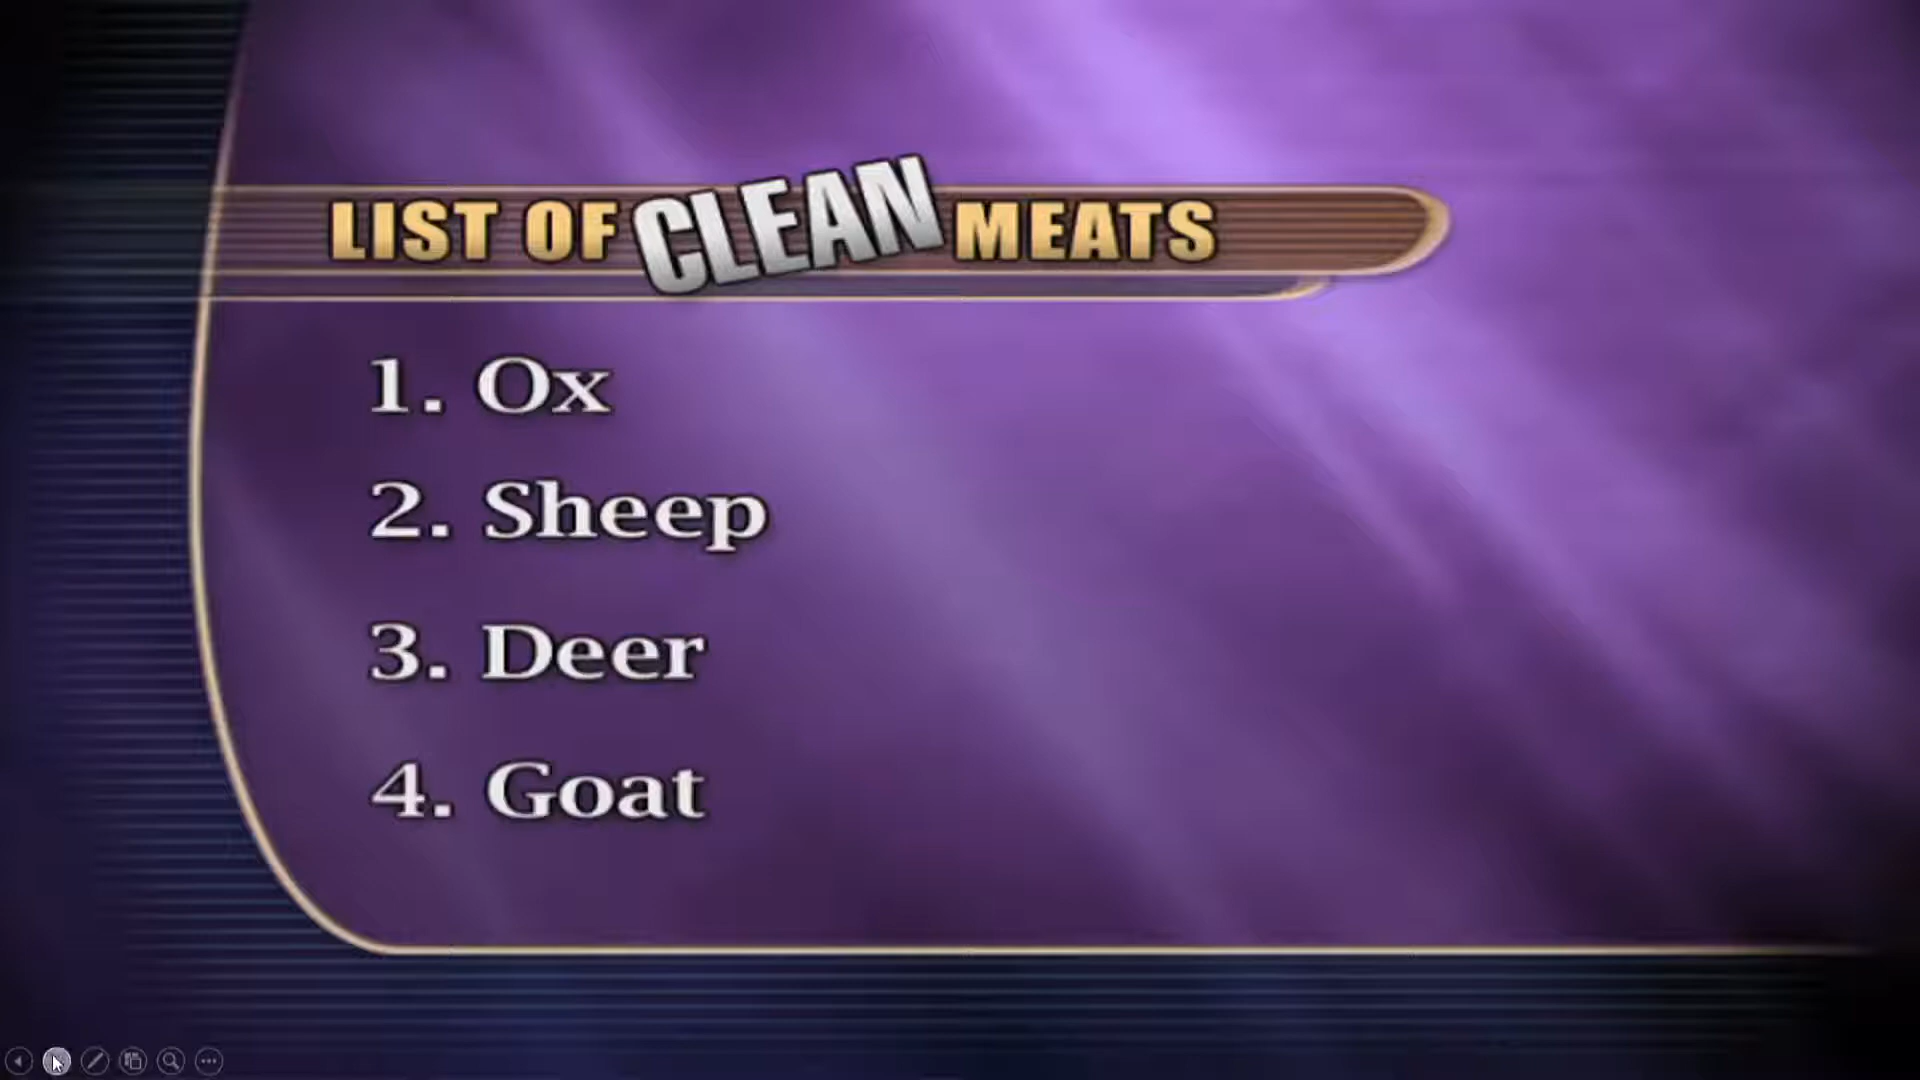 LIST OF CLEAN MEATS
1. Ox
2. Sheep
3. Deer
4. Goat